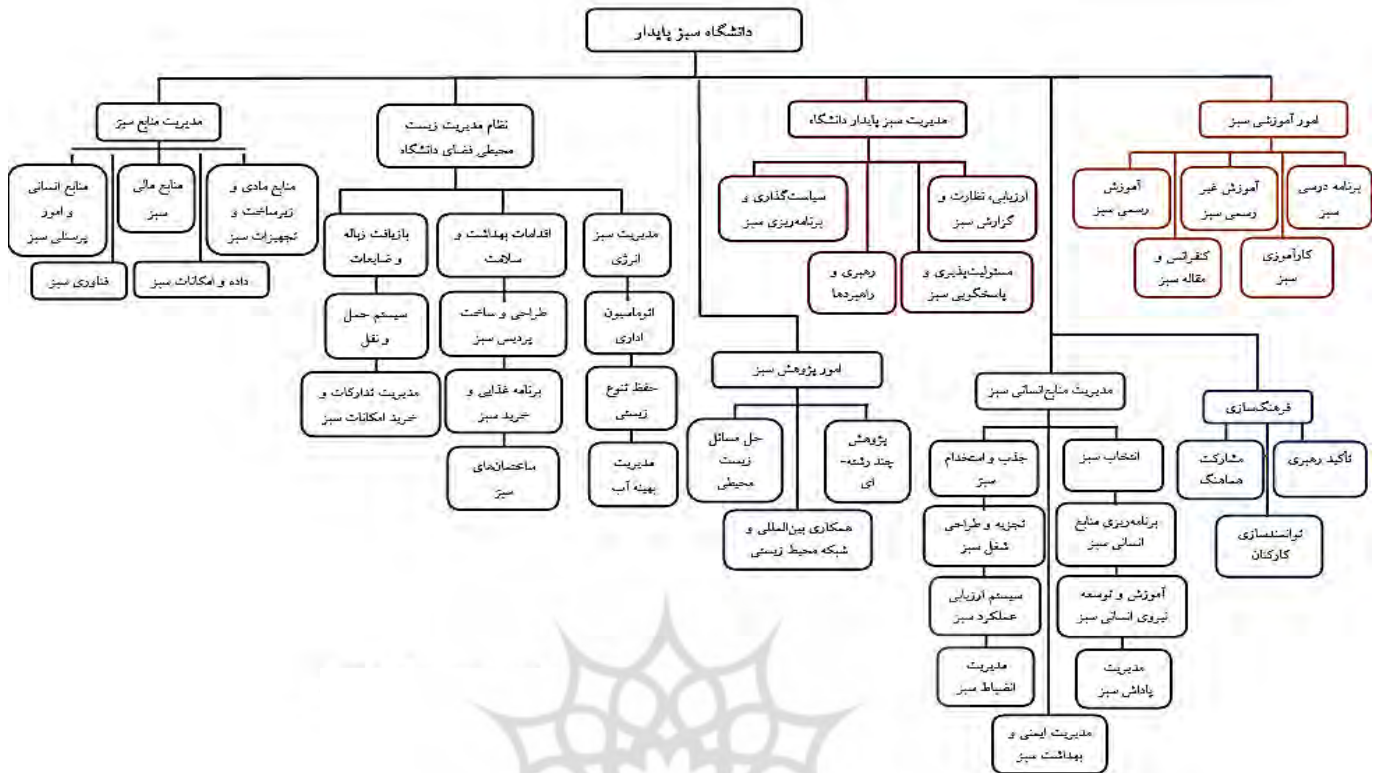 دانشگاه سبز پایدار
امور آموزشی سبز
برنامه درسی
سبز
آموزش غیر
رسمی سبز
آموزش
رسمی سبز
کارآموزی
سبز
کنفرانس و
مقاله سبز
مدیریت سبز پایدار دانشگاه
ارزیابی، نظارت و
گزارش سبز
سیاست‌گذاری و
برنامه‌ریزی سبز
مسئولیت‌پذیری و
پاسخگویی سبز
رهبری و
راهبردها
نظام مدیریت زیست
محیطی فضای دانشگاه
مدیریت سبز
انرژی
اتوماسیون
اداری
حفظ تنوع
زیستی
مدیریت
بهینه آب
اقدامات بهداشت و
سلامت
طراحی و ساخت
پردیس سبز
برنامه غذایی و
خرید سبز
ساختمان‌های
سبز
بازیافت زباله
و ضایعات
سیستم حمل
و نقل
مدیریت تدارکات و
خرید امکانات سبز
مدیریت منابع سبز
منابع مادی و
زیرساخت و
تجهیزات سبز
منابع مالی
سبز
منابع انسانی
و امور
پرسنلی سبز
داده و امکانات سبز
فناوری سبز
فرهنگ‌سازی
تأکید رهبری
مشارکت
هماهنگ
توانمندسازی
کارکنان
مدیریت منابع‌انسانی سبز
انتخاب سبز
برنامه‌ریزی منابع
انسانی سبز
آموزش و توسعه
نیروی انسانی سبز
مدیریت
پاداش سبز
جذب و استخدام
سبز
تجزیه و طراحی
شغل سبز
سیستم ارزیابی
عملکرد سبز
مدیریت
انضباط سبز
مدیریت ایمنی و
بهداشت سبز
امور پژوهش سبز
پژوهش
چند رشته-
ای
حل مسائل
زیست
محیطی
همکاری بین‌المللی و
شبکه محیط زیستی